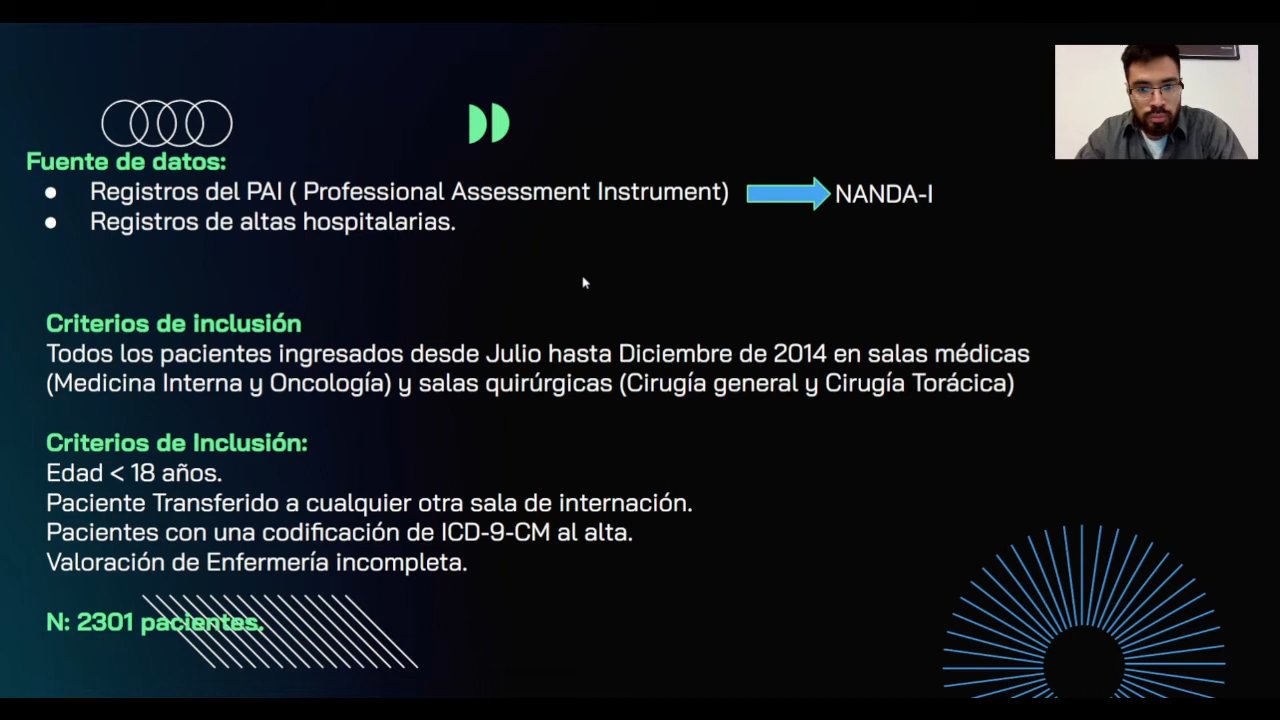 Fuente de datos:
● Registros del PAI ( Professional Assessment Instrument) NANDA-I
● Registros de altas hospitalarias.
Criterios de inclusión
Todos los pacientes ingresados desde Julio hasta Diciembre de 2014 en salas médicas
(Medicina Interna y Oncología) y salas quirúrgicas (Cirugía general y Cirugía Torácica)
Criterios de Inclusión:
Edad < 18 años.
Paciente Transferido a cualquier otra sala de internación.
Pacientes con una codificación de ICD-9-CM al alta.
Valoración de Enfermería incompleta.
N: 2301 pacientes.